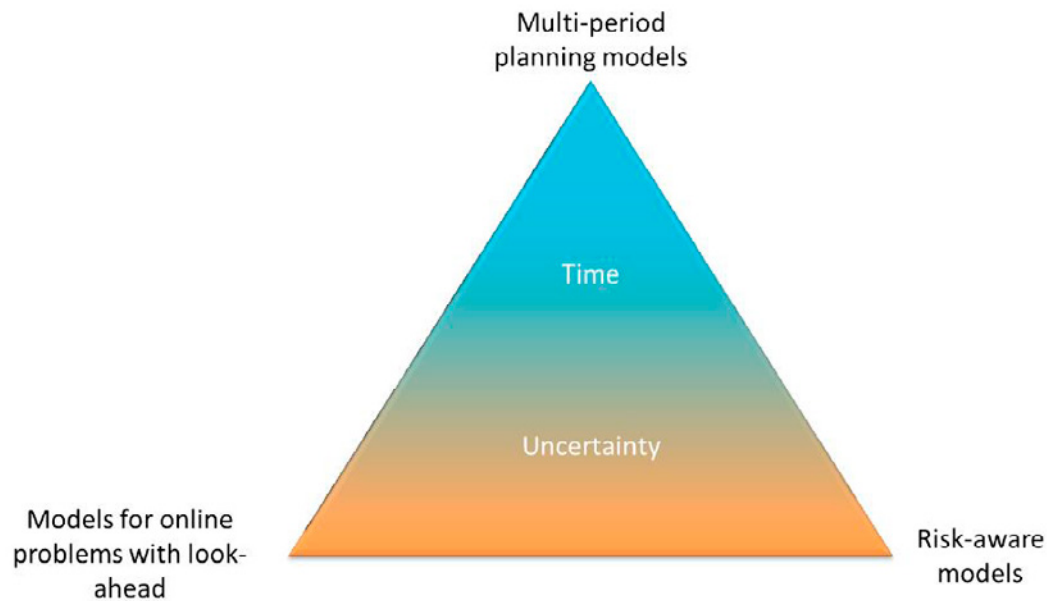 Multi-period
planning models
Time
Uncertainty
Models for online
problems with look-
ahead
Risk-aware
models